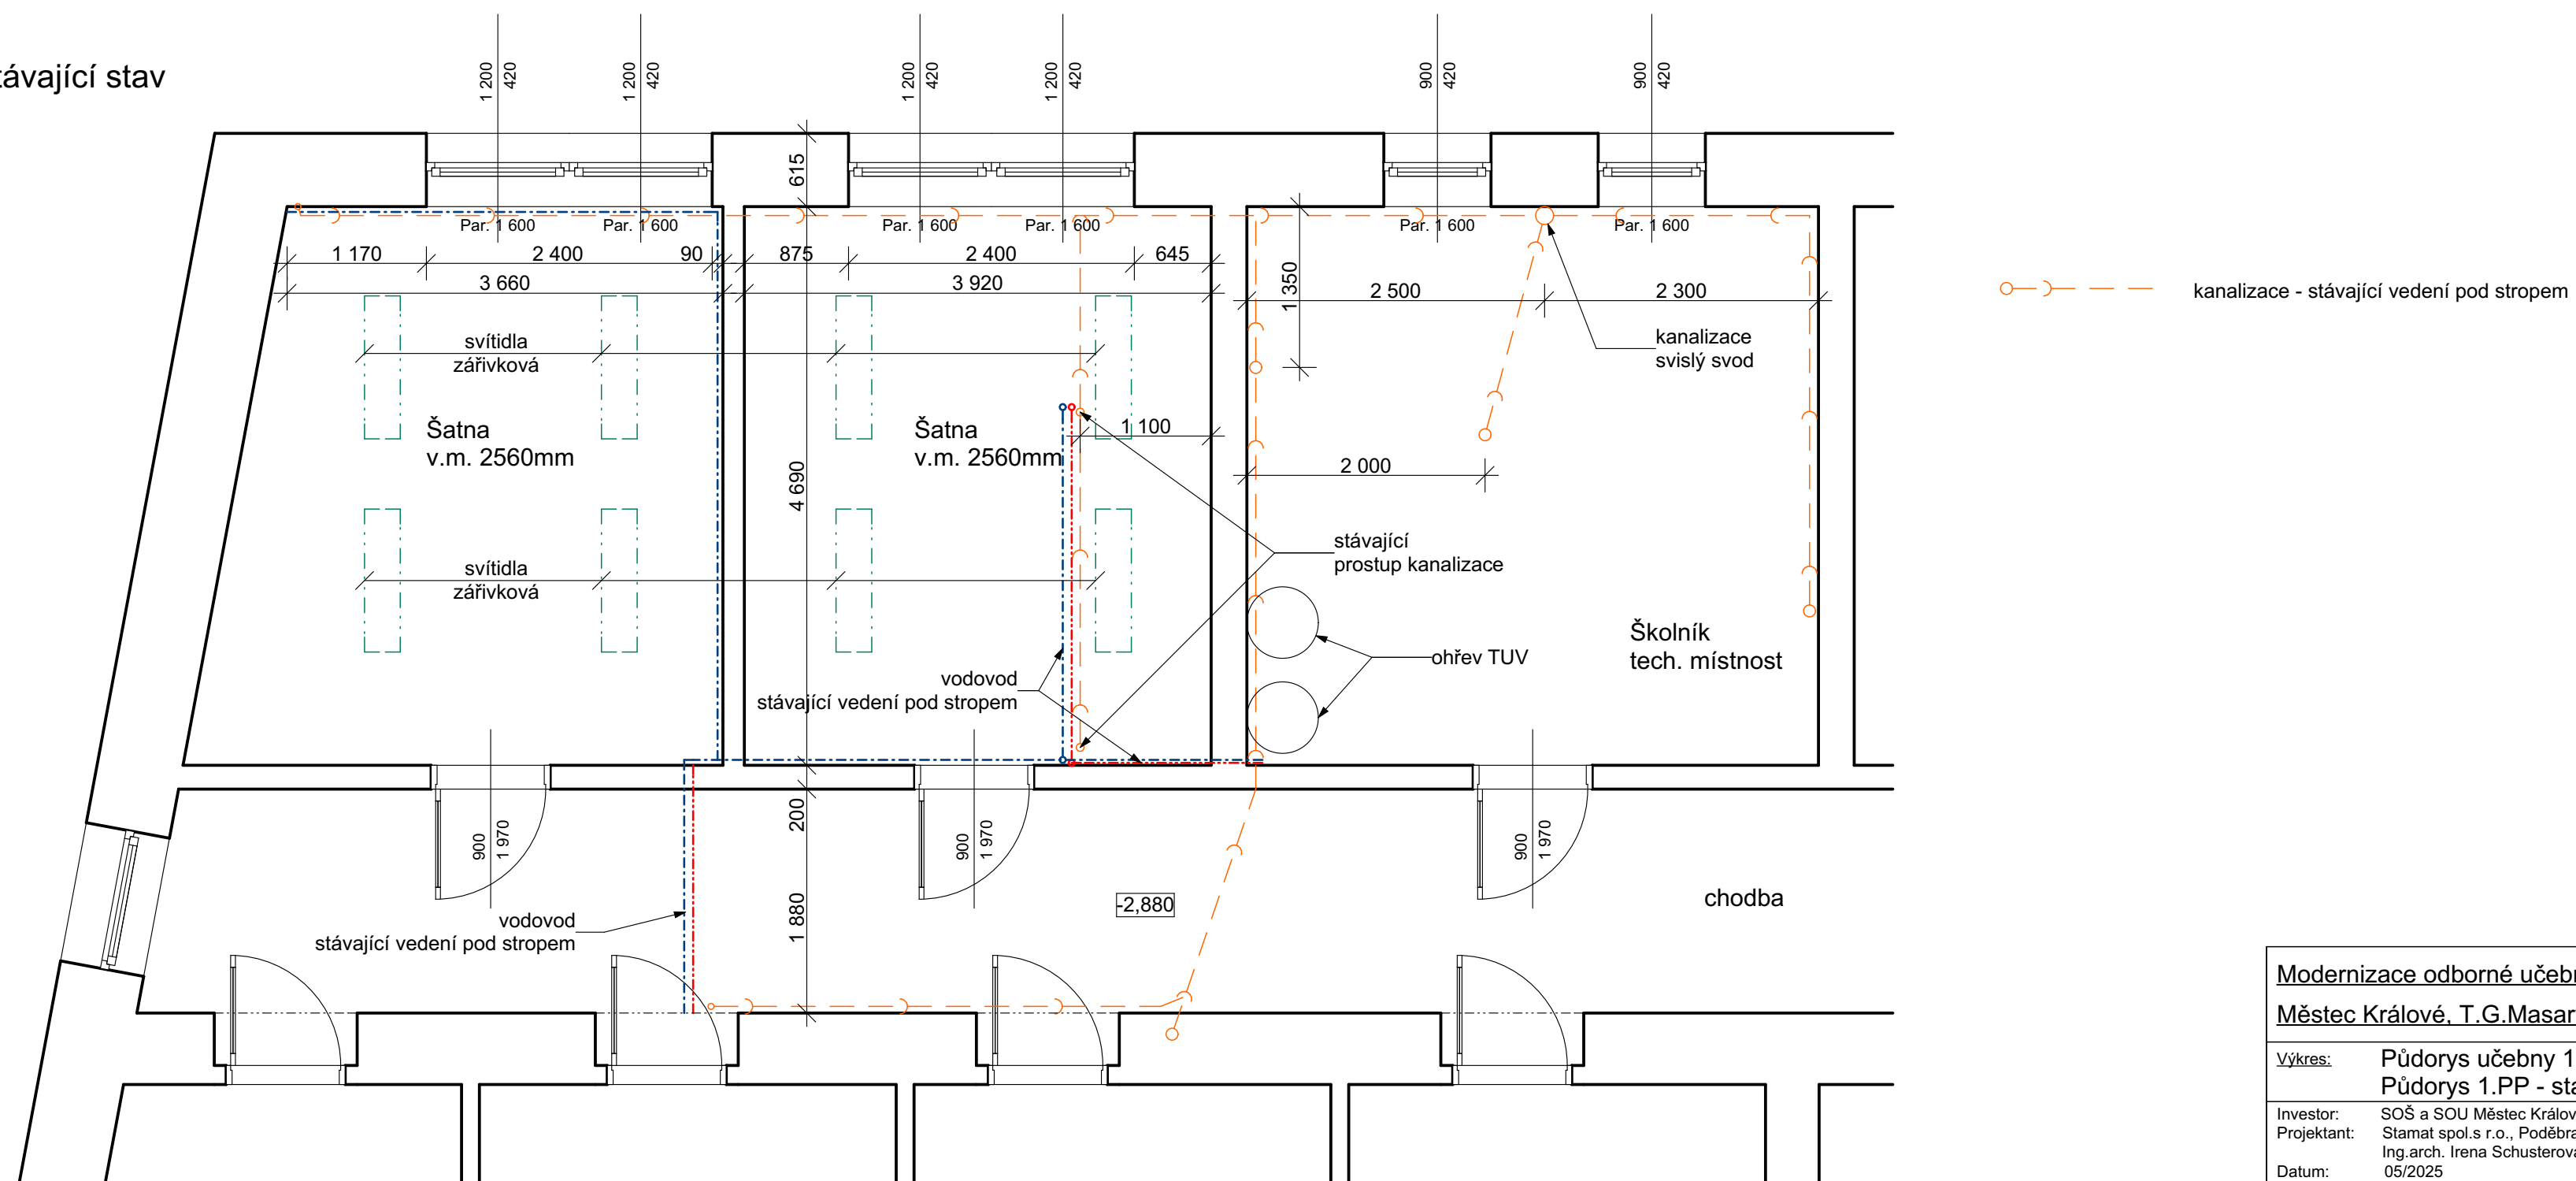 távající stav
1 200
420
1 200
420
1 200
420
1 200
420
900
420
900
420
615
Par. 1 600
Par. 1 600
Par. 1 600
Par. 1 600
Par. 1 600
Par. 1 600
1 170
2 400
90
875
2 400
645
3 660
3 920
1 350
2 500
2 300
kanalizace - stávající vedení pod stropem
svítidla
zářivková
kanalizace
svislý svod
Šatna
v.m. 2560mm
Šatna
v.m. 2560mm
1 100
2 000
4 690
stávající
prostup kanalizace
svítidla
zářivková
Školník
tech. místnost
ohřev TUV
vodovod
stávající vedení pod stropem
200
900
1 970
900
1 970
900
1 970
1 880
-2,880
chodba
vodovod
stávající vedení pod stropem
Modernizace odborné učebn
Městec Králové, T.G.Masar
Výkres:
Půdorys učebny 1
Půdorys 1.PP - sta
Investor: SOŠ a SOU Městec Králov
Projektant: Stamat spol.s r.o., Poděbra
Ing.arch. Irena Schusterova
Datum: 05/2025